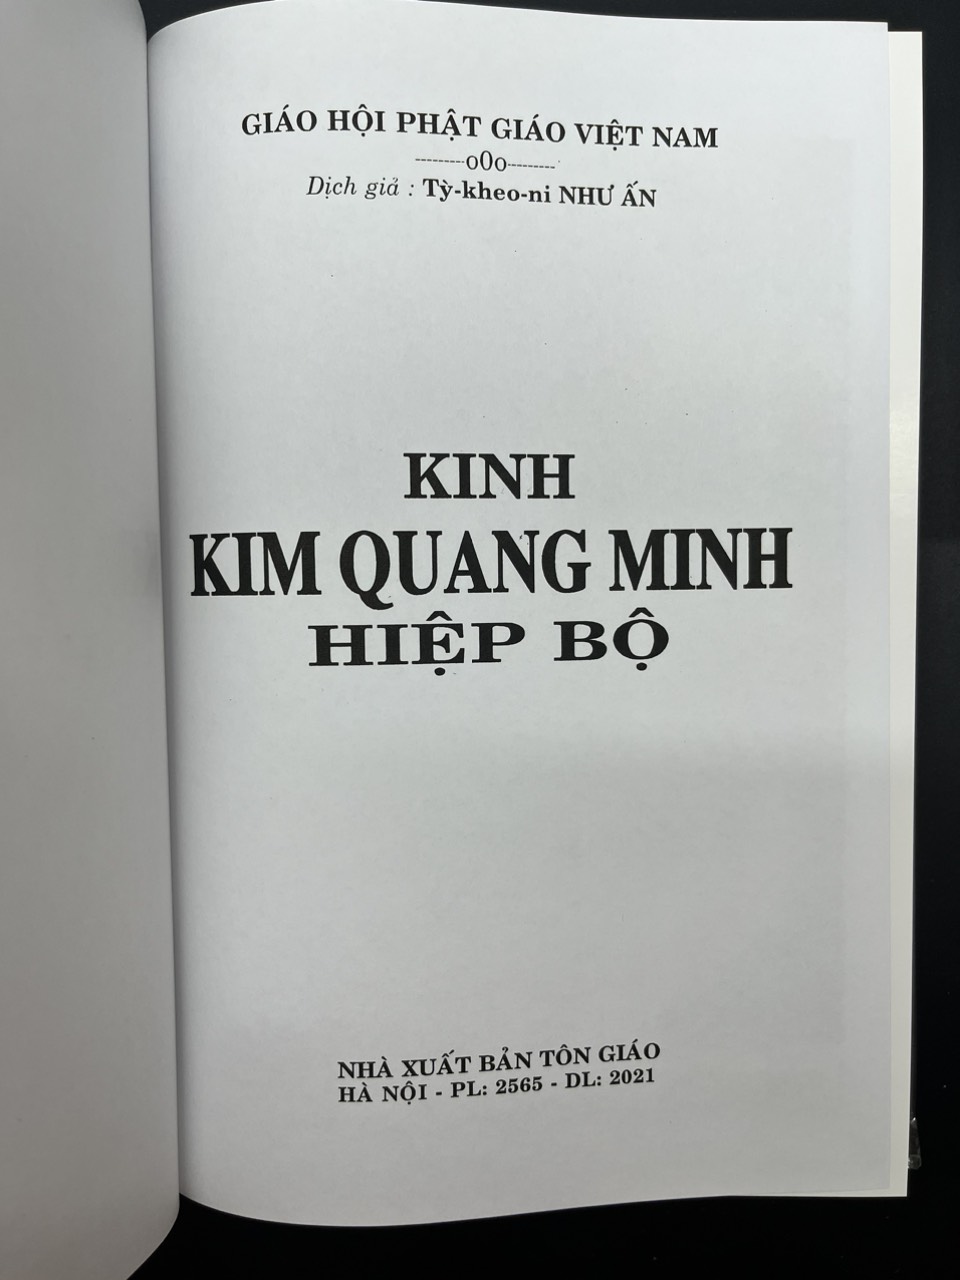 GIÁO HỘI PHẬT GIÁO VIỆT NAM
---------o0o---------
Dịch giả : Tỳ-kheo-ni NHƯ ẤN
KINH
KIM QUANG MINH
HIỆP BỘ
NHÀ XUẤT BẢN TÔN GIÁO
HÀ NỘI - PL: 2565 - DL: 2021